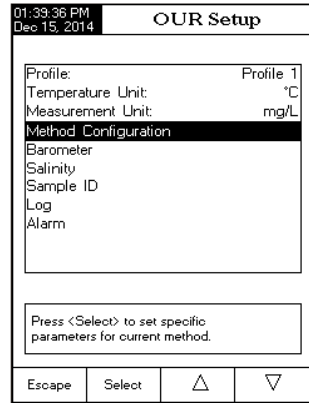 01:39:36 PM
Dec 15, 2014
OUR Setup
Profile: Profile 1
Temperature Unit: °C
Measurement Unit: mg/L
Method Configuration
Barometer
Salinity
Sample ID
Log
Alarm
Press <Select> to set specific
parameters for current method.
Escape Select △ ▽